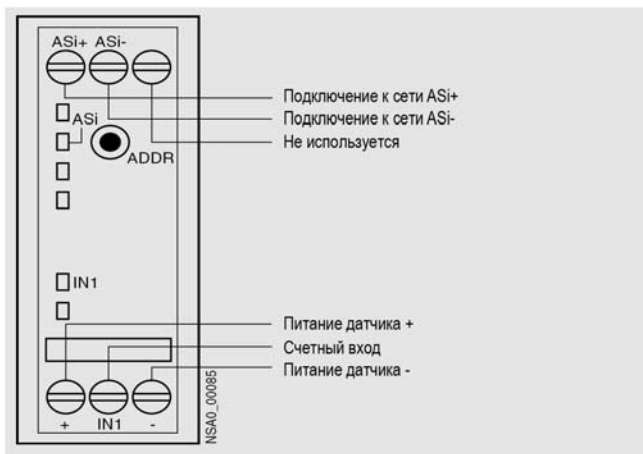 ASi+ ASi-
Подключение к сети ASi+
Подключение к сети ASi-
Не используется
ASi
ADDR
IN1
Питание датчика +
Счетный вход
Питание датчика -
+ IN1 -
NSA0_00085